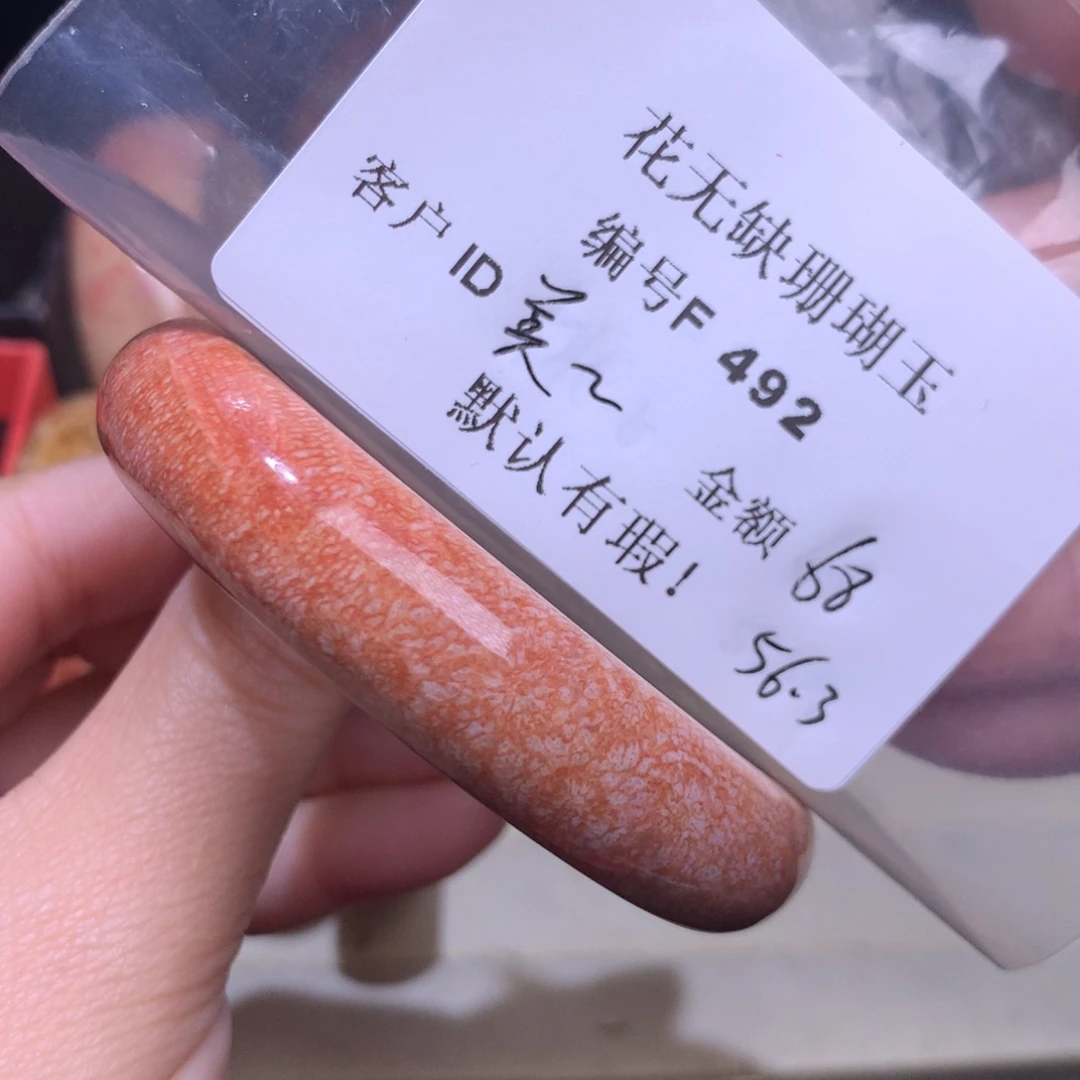 花无缺珊瑚玉
编号F 492
客户ID 美~
金额 68
默认有瑕！
56.3